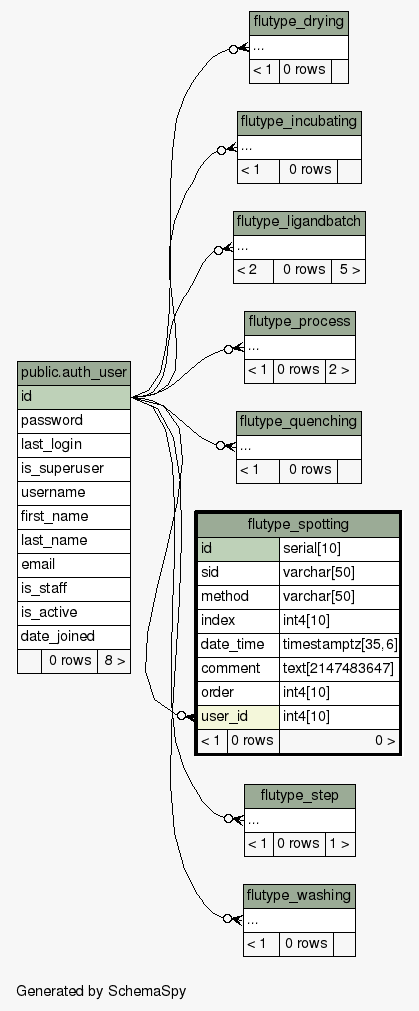 flutype_drying
...
< 1 0 rows
flutype_incubating
...
< 1 0 rows
flutype_ligandbatch
...
< 2 0 rows 5 >
flutype_process
...
< 1 0 rows 2 >
public.auth_user
id
password
last_login
is_superuser
username
first_name
last_name
email
is_staff
is_active
date_joined
0 rows 8 >
flutype_quenching
...
< 1 0 rows
flutype_spotting
id serial[10]
sid varchar[50]
method varchar[50]
index int4[10]
date_time timestamptz[35,6]
comment text[2147483647]
order int4[10]
user_id int4[10]
< 1 0 rows 0 >
flutype_step
...
< 1 0 rows 1 >
flutype_washing
...
< 1 0 rows
Generated by SchemaSpy